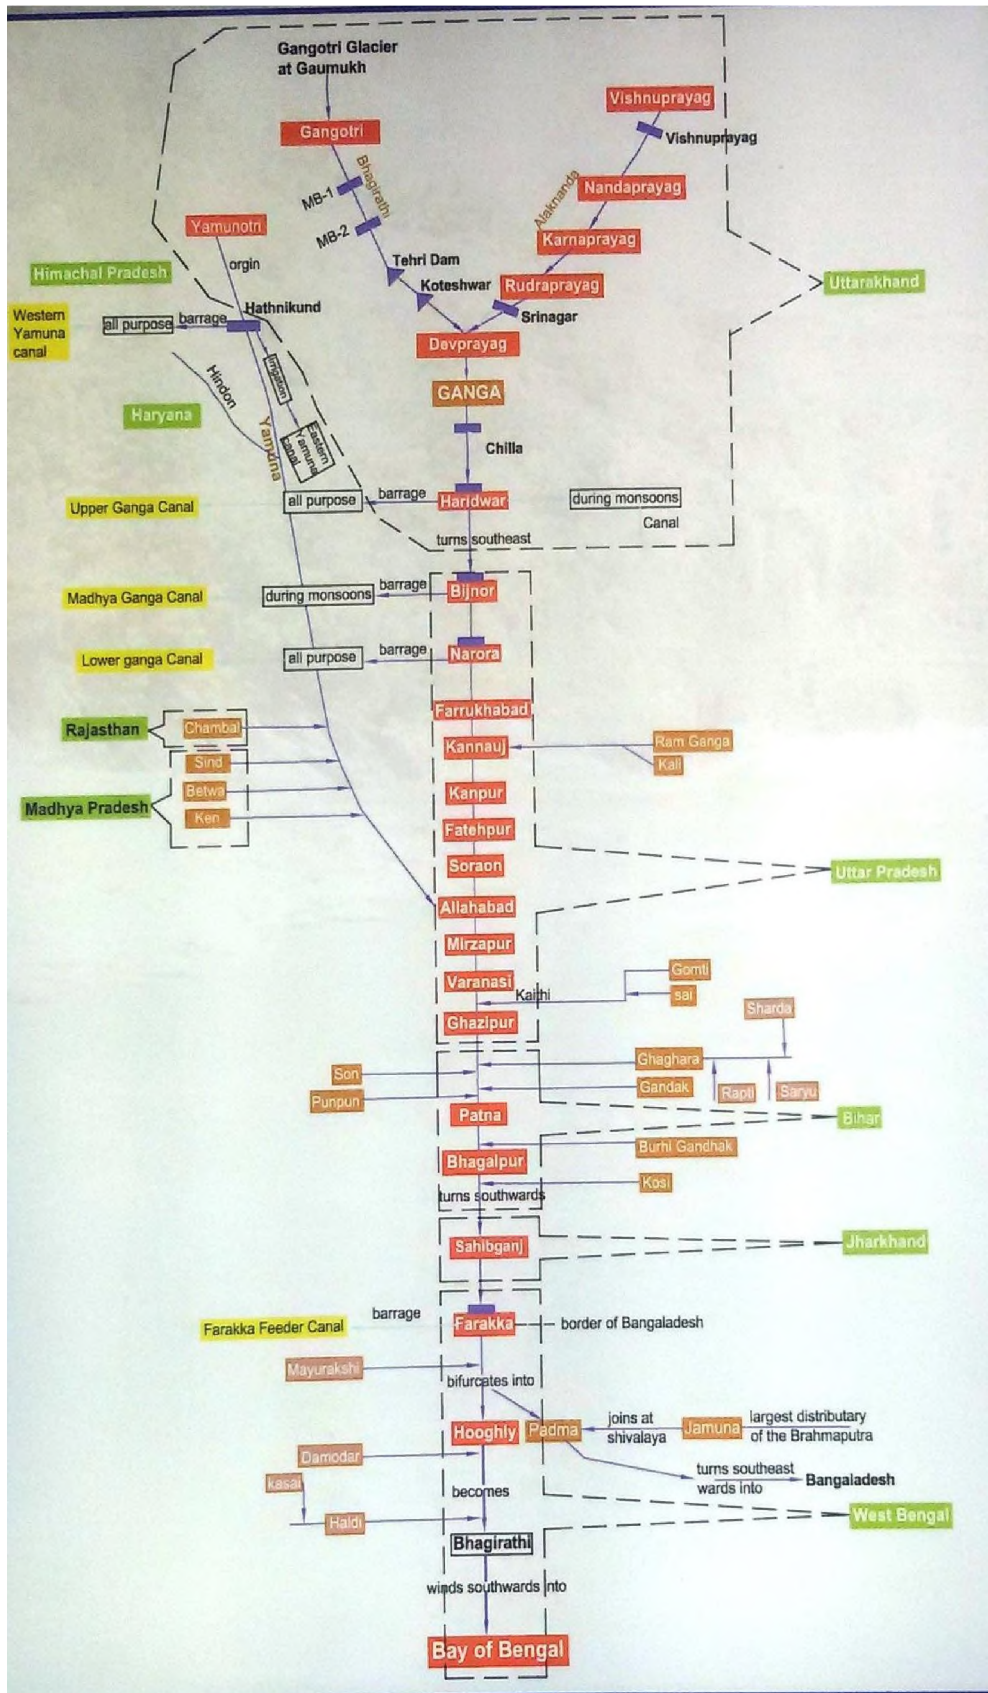 Gangotri Glacier
at Gaumukh
Vishnuprayag
Gangotri
Vishnuprayag
Bhagirathi
MB-1
Nandaprayag
Alaknanda
Yamunotri
MB-2
Karnaprayag
orgin
Tehri Dam
Himachal Pradesh
Koteshwar
Rudraprayag
Uttarakhand
Hathnikund
Western
Yamuna
canal
all purpose
barrage
Srinagar
Devprayag
Irrigation
Hindon
GANGA
Haryana
Yamuna
Eastern
Yamuna
canal
Chilla
Upper Ganga Canal
all purpose
barrage
Haridwar
during monsoons
Canal
turns southeast
Madhya Ganga Canal
during monsoons
barrage
Bijnor
Lower ganga Canal
all purpose
barrage
Narora
Farrukhabad
Rajasthan
Chambal
Kannauj
Ram Ganga
Sind
Kali
Betwa
Kanpur
Madhya Pradesh
Ken
Fatehpur
Soraon
Uttar Pradesh
Allahabad
Mirzapur
Varanasi
Gomti
Kaithi
sai
Sharda
Ghazipur
Son
Ghaghara
Gandak
Rapti
Saryu
Punpun
Patna
Bihar
Burhi Gandhak
Bhagalpur
Kosi
turns southwards
Sahibganj
Jharkhand
barrage
Farakka Feeder Canal
Farakka
border of Bangaladesh
Mayurakshi
bifurcates into
Hooghly
Padma
joins at
shivalaya
Jamuna
largest distributary
of the Brahmaputra
Damodar
turns southeast
wards into
Bangaladesh
kasai
becomes
Haldi
West Bengal
Bhagirathi
winds southwards into
Bay of Bengal